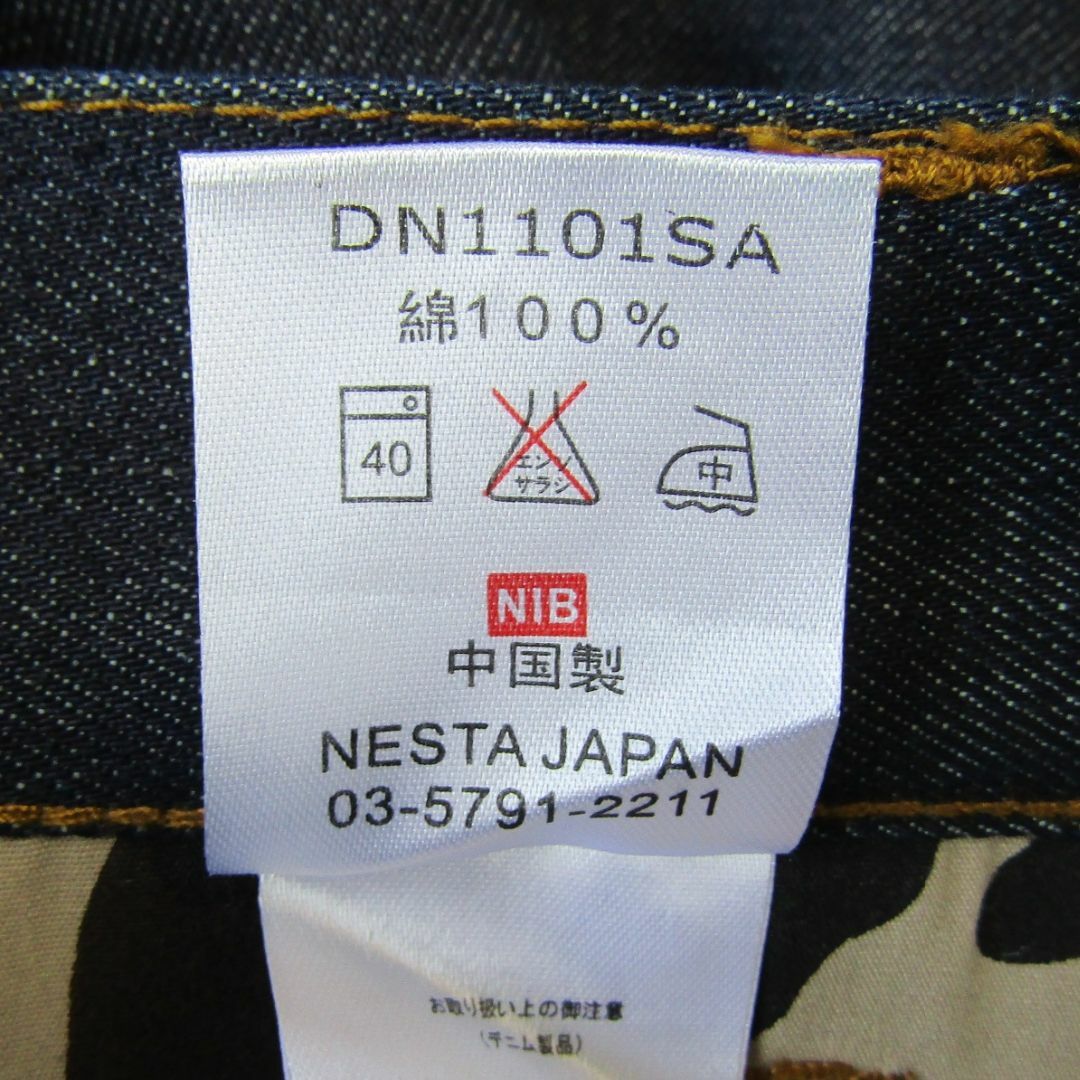 DN1101SA
綿100%
40
エンソ
サラシ
中
NIB
中国製
NESTA JAPAN
03-5791-2211
お取り扱い上の御注意
(デニム製品)